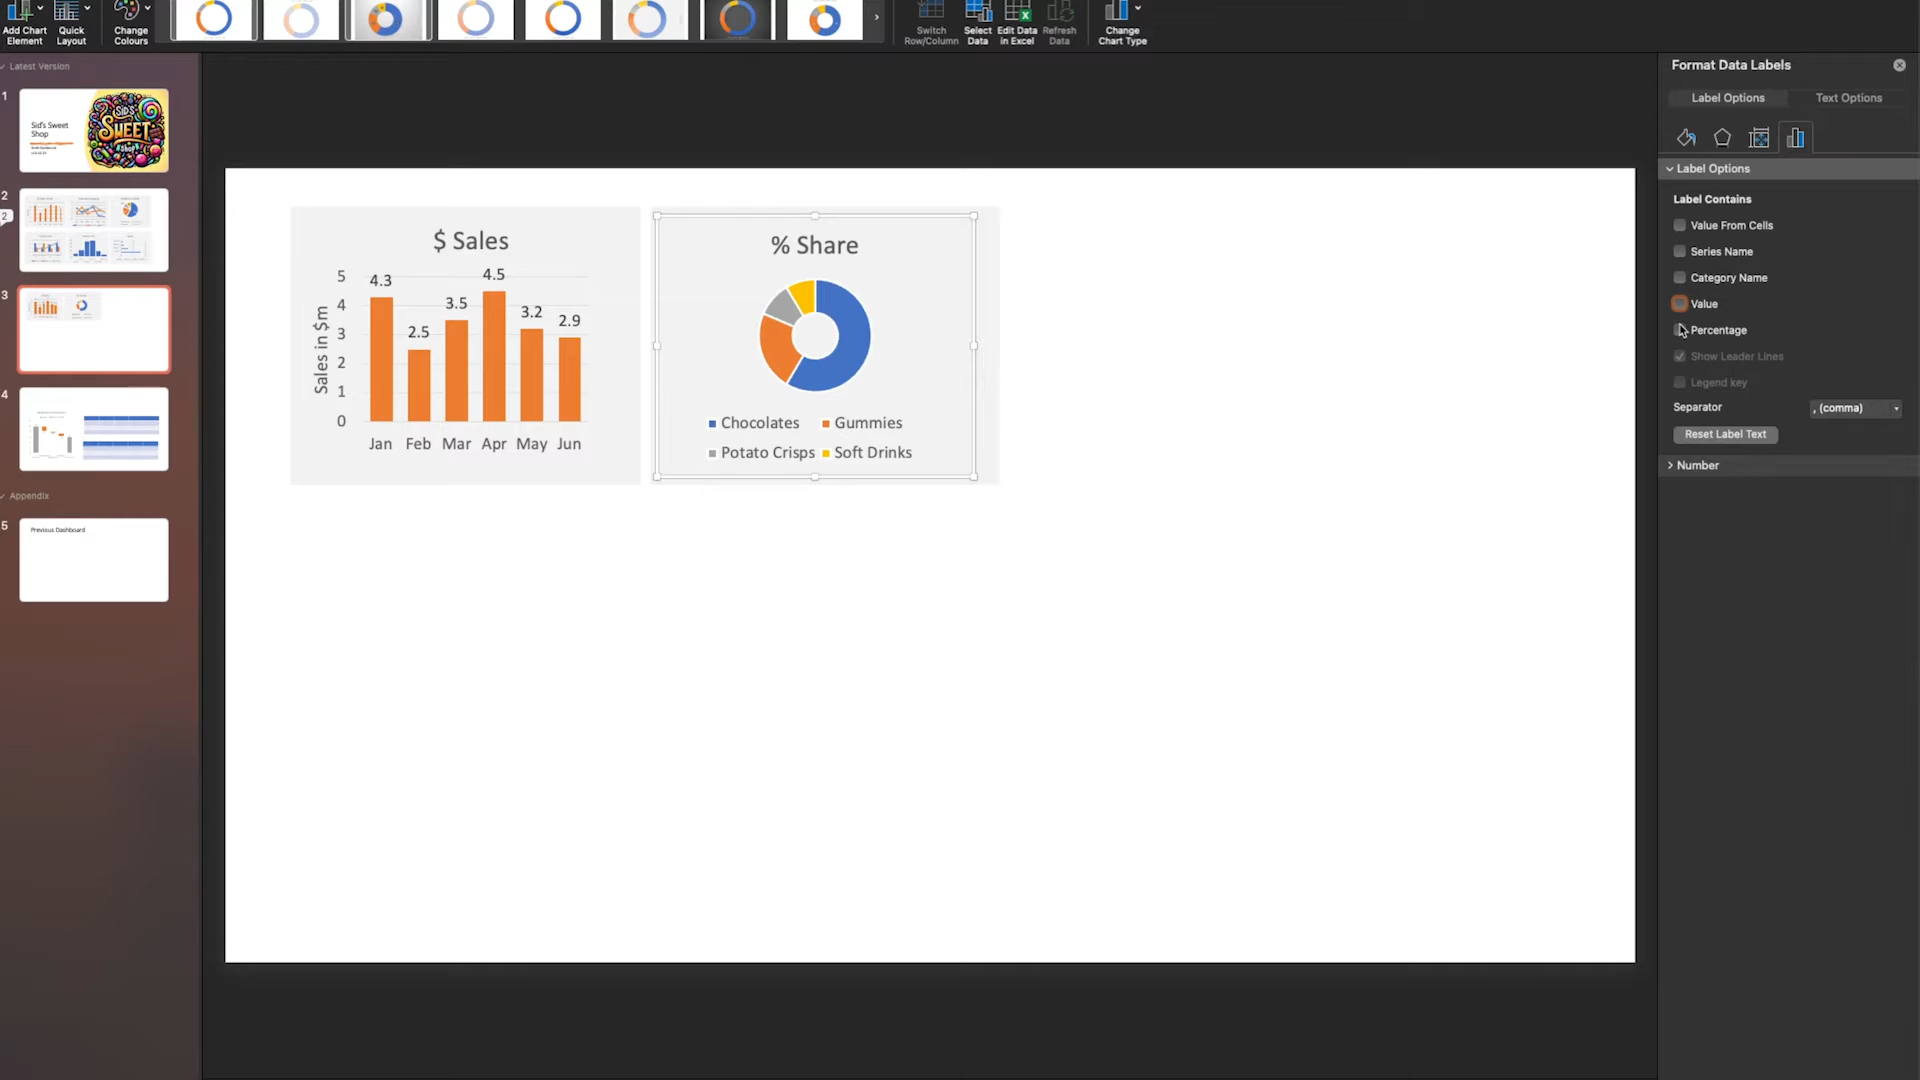 Add Chart
Element
Quick
Layout
Change
Colours
Switch
Row/Column
Select
Data
Edit Data
in Excel
Refresh
Data
Change
Chart Type
Latest Version
1
Sid's Sweet
Shop
SID'S
SWEET
Shop
2
2
3
4
Appendix
5
Previous Dashboard
$ Sales
Sales in $m
5
4
3
2
1
0
4.3
2.5
3.5
4.5
3.2
2.9
Jan Feb Mar Apr May Jun
% Share
Chocolates Gummies
Potato Crisps Soft Drinks
Format Data Labels
Label Options Text Options
Label Options
Label Contains
Value From Cells
Series Name
Category Name
Value
Percentage
Show Leader Lines
Legend key
Separator , (comma)
Reset Label Text
Number